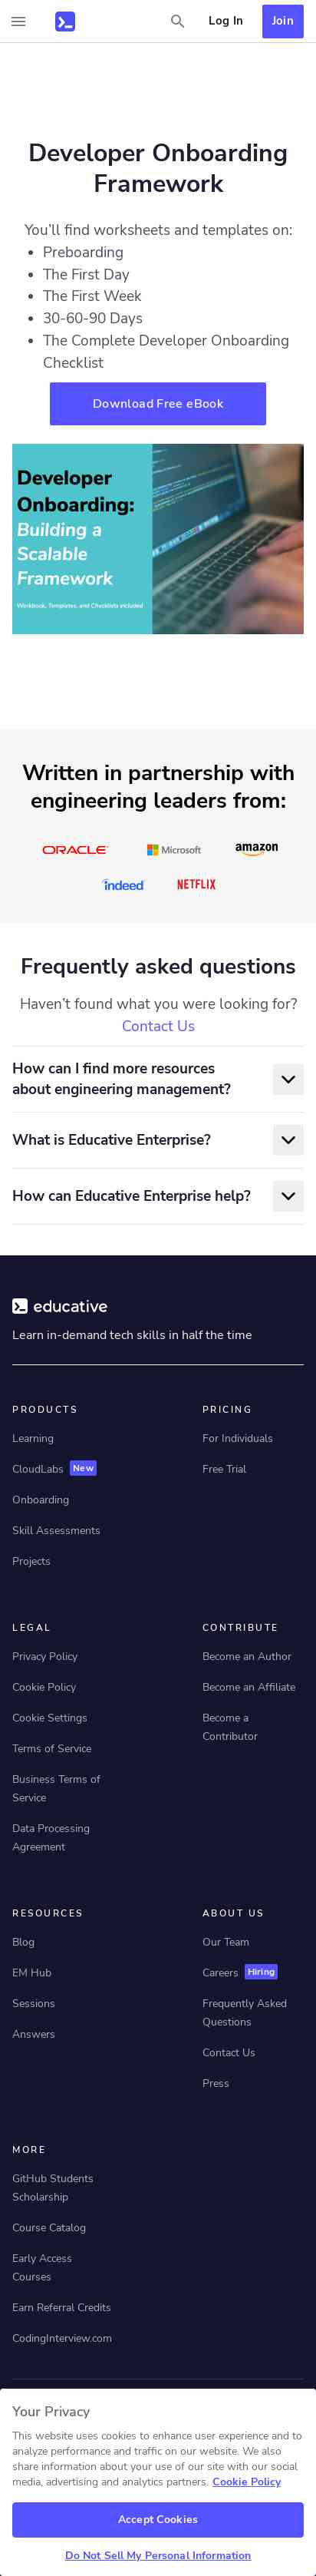 Log In
Join
Developer Onboarding
Framework
You'll find worksheets and templates on:
• Preboarding
• The First Day
• The First Week
• 30-60-90 Days
• The Complete Developer Onboarding
Checklist
Download Free eBook
Developer
Onboarding:
Building a
Scalable
Framework
Workbook, Templates, and Checklists included
Written in partnership with
engineering leaders from:
ORACLE
Microsoft
amazon
indeed
NETFLIX
Frequently asked questions
Haven't found what you were looking for?
Contact Us
How can I find more resources
about engineering management?
What is Educative Enterprise?
How can Educative Enterprise help?
educative
Learn in-demand tech skills in half the time
PRODUCTS
Learning
CloudLabs New
Onboarding
Skill Assessments
Projects
PRICING
For Individuals
Free Trial
LEGAL
Privacy Policy
Cookie Policy
Cookie Settings
Terms of Service
Business Terms of
Service
Data Processing
Agreement
CONTRIBUTE
Become an Author
Become an Affiliate
Become a
Contributor
RESOURCES
Blog
EM Hub
Sessions
Answers
ABOUT US
Our Team
Careers Hiring
Frequently Asked
Questions
Contact Us
Press
MORE
GitHub Students
Scholarship
Course Catalog
Early Access
Courses
Earn Referral Credits
CodingInterview.com
Your Privacy
This website uses cookies to enhance user experience and to
analyze performance and traffic on our website. We also
share information about your use of our site with our social
media, advertising and analytics partners. Cookie Policy
Accept Cookies
Do Not Sell My Personal Information